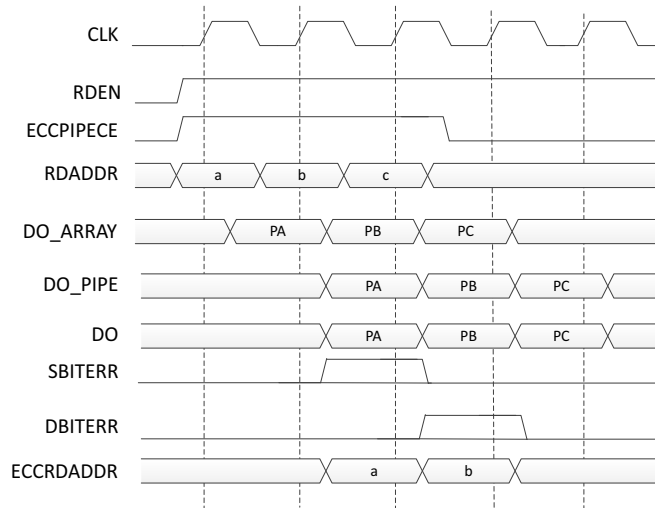 CLK
RDEN
ECCPIPECE
RDADDR a b c
DO_ARRAY PA PB PC
DO_PIPE PA PB PC
DO PA PB PC
SBITERR
DBITERR
ECCRDADDR a b